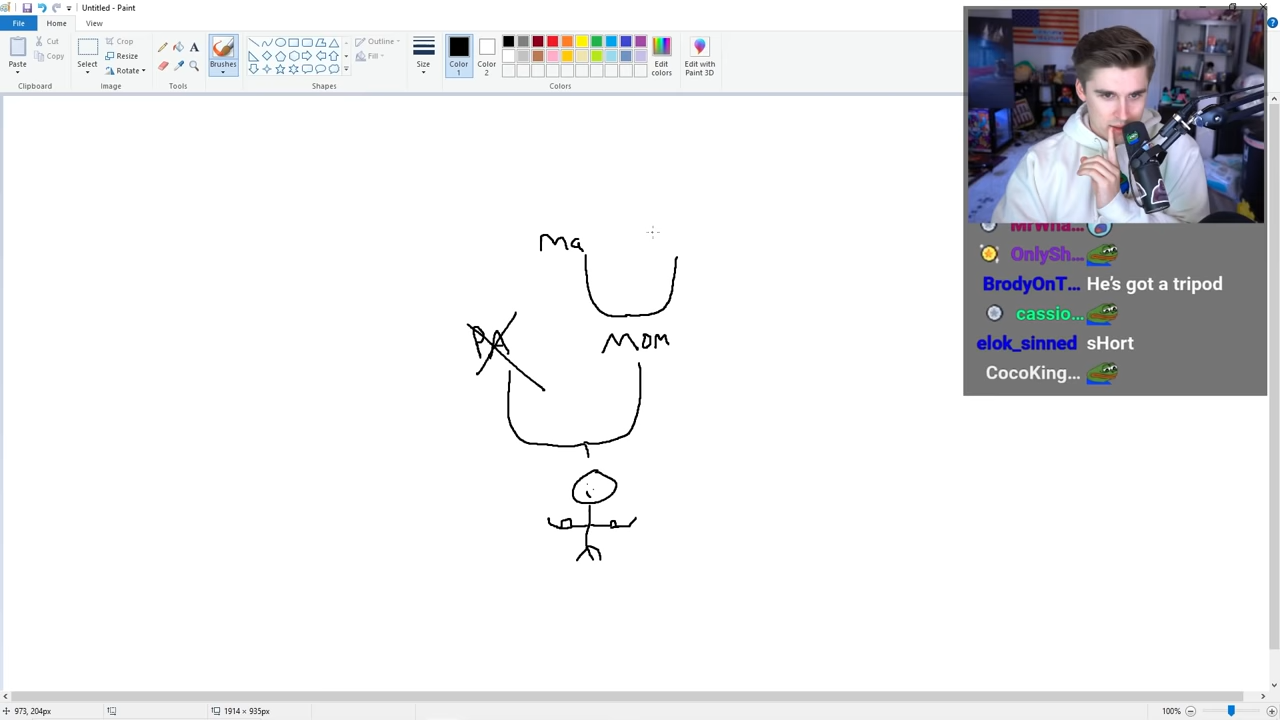 Untitled - Paint
File Home View
Paste
Cut
Copy
Clipboard
Select
Crop
Resize
Rotate
Image
A
Tools
Brushes
Outline
Fill
Shapes
Size
Color 1
Color 2
Edit colors
Colors
Edit with Paint 3D
Ma
PA
MOM
OnlySh...
BrodyOnT... He's got a tripod
cassio...
elok_sinned sHort
CocoKing...
973, 204px
1914 × 935px
100%